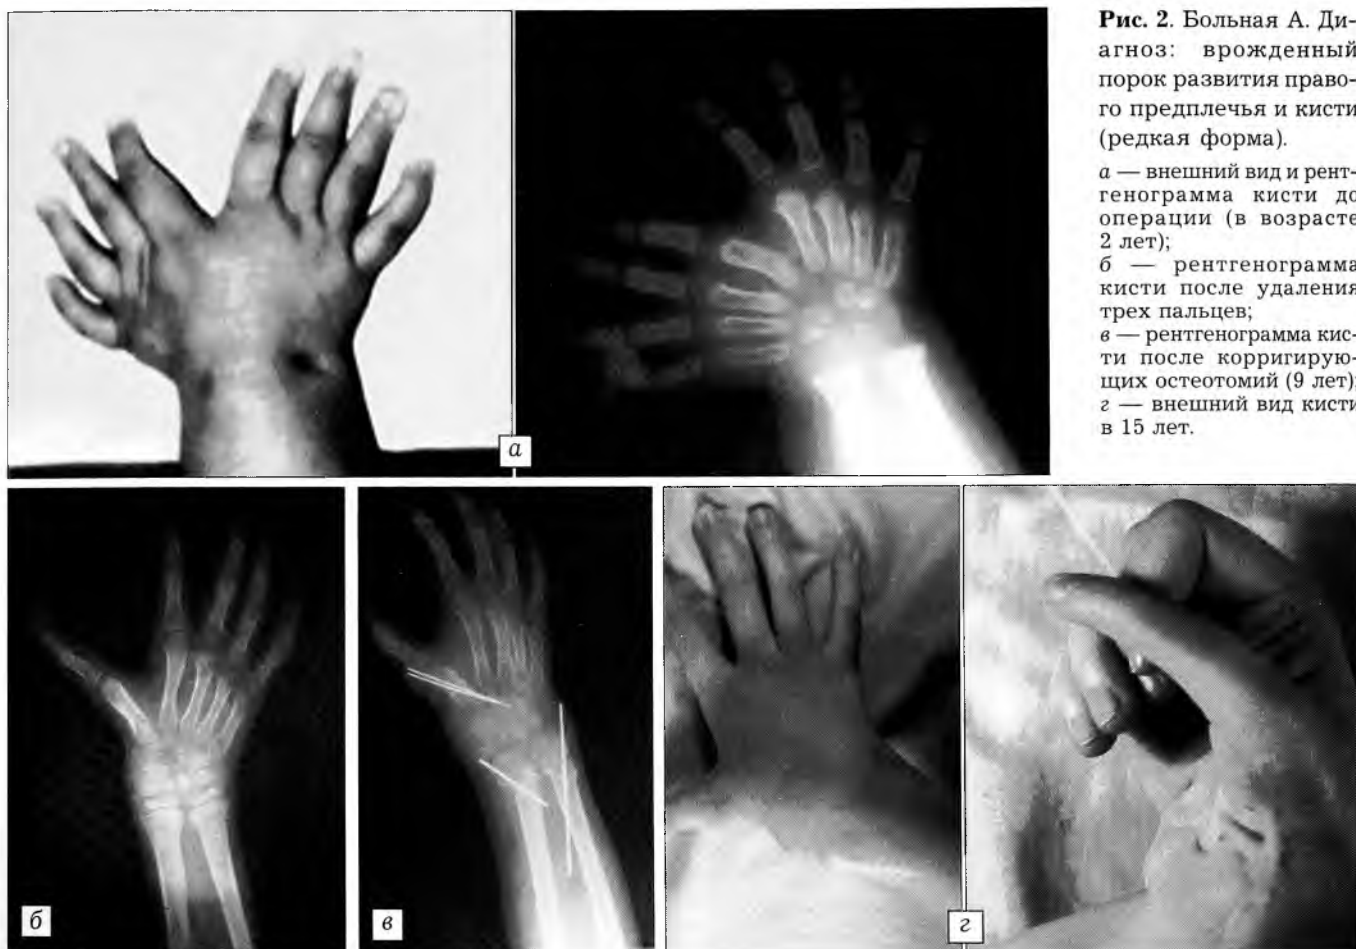 Рис. 2. Больная А. Ди-
агноз: врожденный
порок развития право-
го предплечья и кисти
(редкая форма).
а — внешний вид и рент-
генограмма кисти до
операции (в возрасте
2 лет);
б — рентгенограмма
кисти после удаления
трех пальцев;
в — рентгенограмма кис-
ти после корригирую-
щих остеотомий (9 лет);
г — внешний вид кисти
в 15 лет.
а
б
в
г